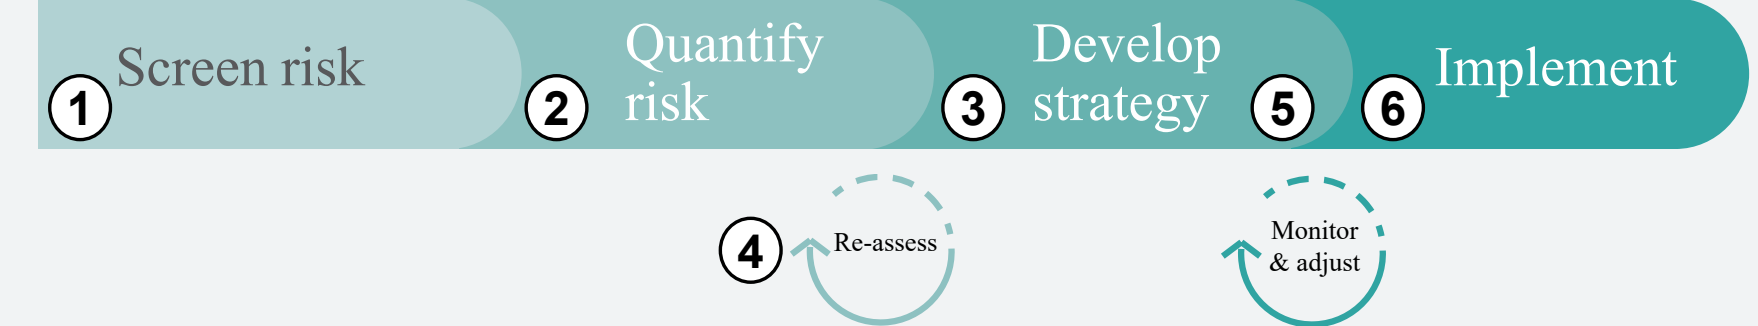 1
Screen risk
2
Quantify
risk
3
Develop
strategy
5
6
Implement
4
Re-assess
Monitor
& adjust